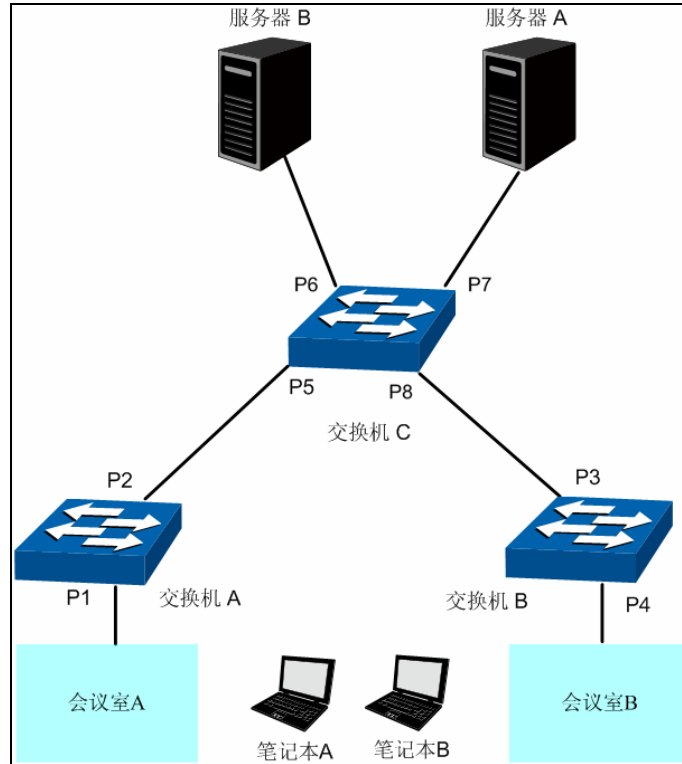 服务器 B
服务器 A
P6
P7
P5
P8
交换机 C
P2
P3
P1
交换机 A
交换机 B
P4
会议室A
会议室B
笔记本A
笔记本B